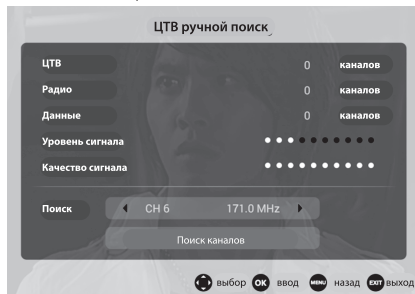 ЦТВ ручной поиск
ЦТВ 0 каналов
Радио 0 каналов
Данные 0 каналов
Уровень сигнала
Качество сигнала
Поиск CH 6 171.0 MHz
Поиск каналов
выбор OK ввод MENU назад EXIT выход